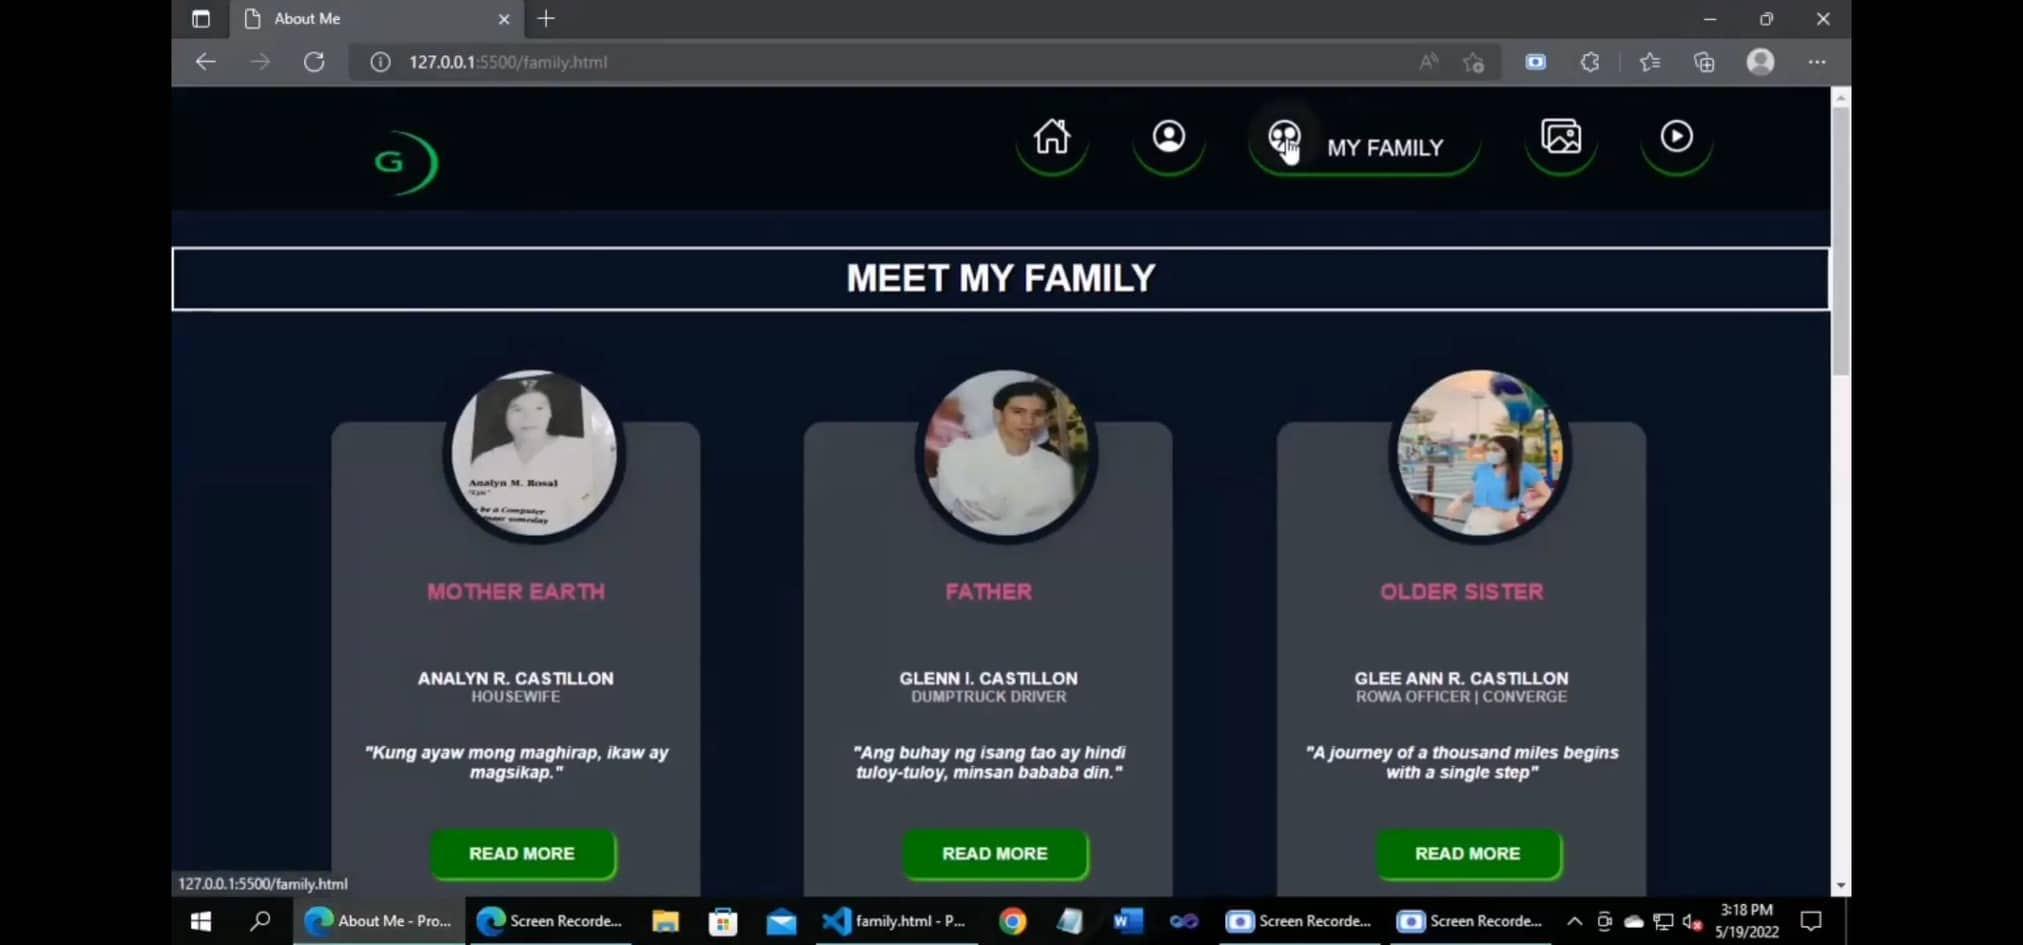 About Me
127.0.0.1:5500/family.html
G
MY FAMILY
MEET MY FAMILY
Analyn M. Rosal
be a Computer
someday
MOTHER EARTH
ANALYN R. CASTILLON
HOUSEWIFE
"Kung ayaw mong maghirap, ikaw ay
magsikap."
READ MORE
FATHER
GLENN I. CASTILLON
DUMPTRUCK DRIVER
"Ang buhay ng isang tao ay hindi
tuloy-tuloy, minsan bababa din."
READ MORE
OLDER SISTER
GLEE ANN R. CASTILLON
ROWA OFFICER | CONVERGE
"A journey of a thousand miles begins
with a single step"
READ MORE
127.0.0.1:5500/family.html
About Me - Pro...
Screen Recorde...
family.html - P...
Screen Recorde...
Screen Recorde...
3:18 PM
5/19/2022